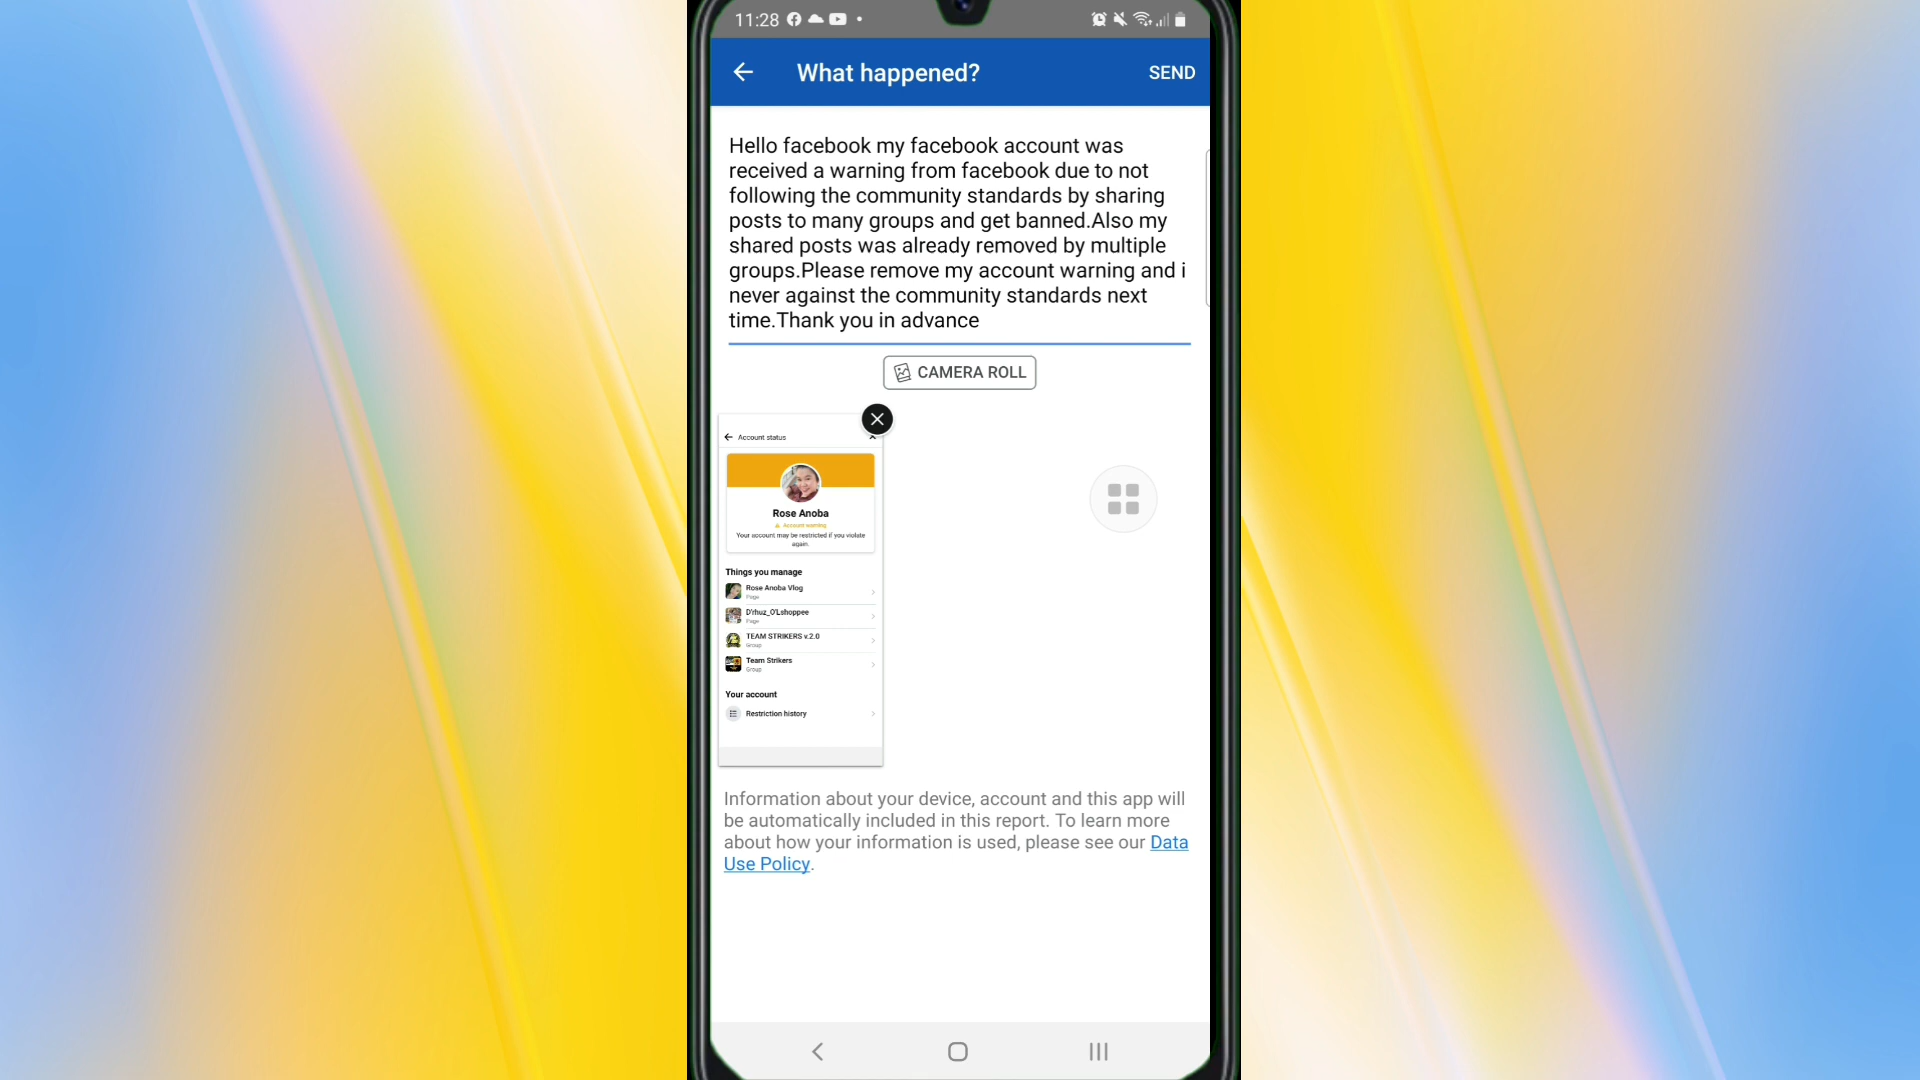 11:28
What happened?
SEND
Hello facebook my facebook account was
received a warning from facebook due to not
following the community standards by sharing
posts to many groups and get banned.Also my
shared posts was already removed by multiple
groups.Please remove my account warning and i
never against the community standards next
time.Thank you in advance
CAMERA ROLL
Account status
Rose Anoba
Account warning
Your account may be restricted if you violate
again.
Things you manage
Rose Anoba Vlog
Page
D'rhuz_O'Lshoppee
Page
TEAM STRIKERS v.2.0
Group
Team Strikers
Group
Your account
Restriction history
Information about your device, account and this app will
be automatically included in this report. To learn more
about how your information is used, please see our Data
Use Policy.